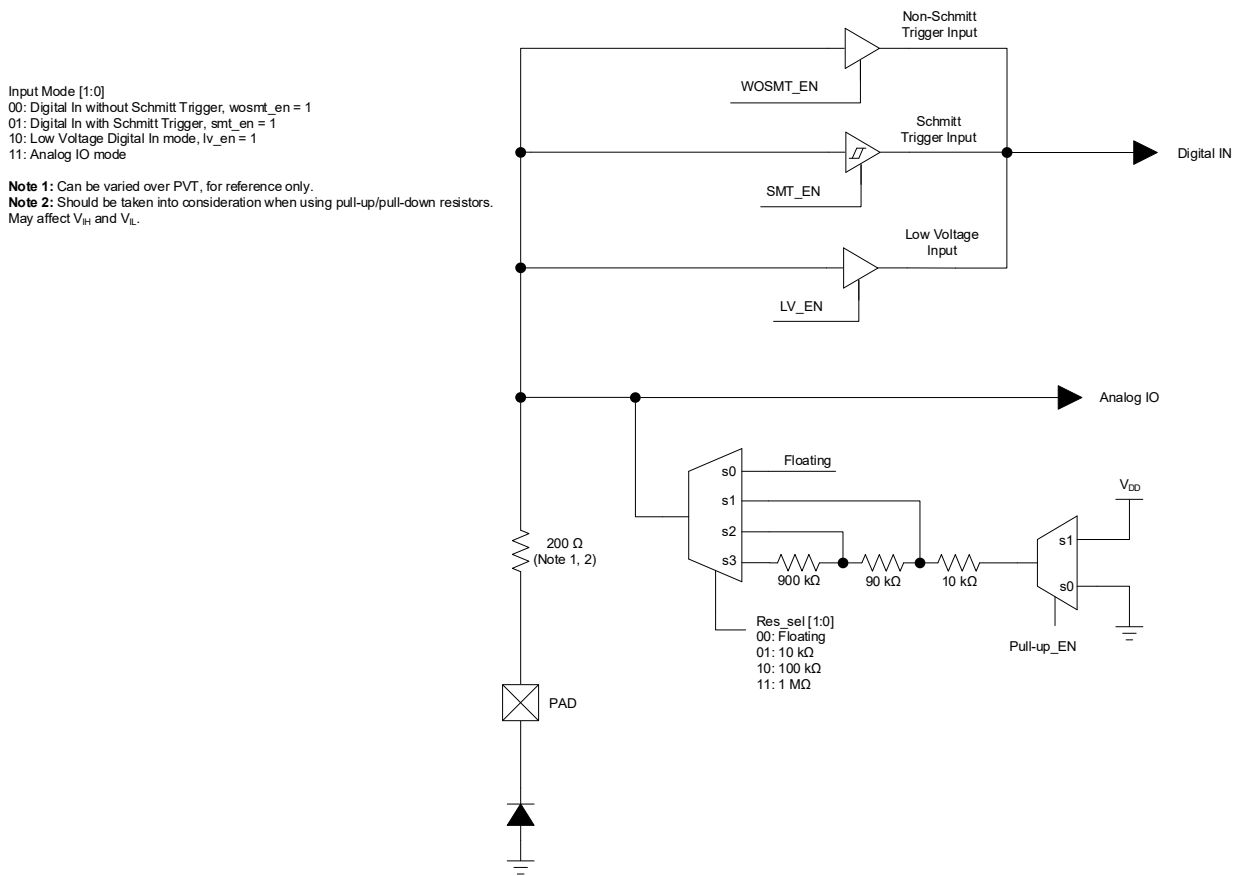 Input Mode [1:0]
00: Digital In without Schmitt Trigger, wosmt_en = 1
01: Digital In with Schmitt Trigger, smt_en = 1
10: Low Voltage Digital In mode, lv_en = 1
11: Analog IO mode
Note 1: Can be varied over PVT, for reference only.
Note 2: Should be taken into consideration when using pull-up/pull-down resistors.
May affect VIH and VIL.
Non-Schmitt
Trigger Input
WOSMT_EN
Schmitt
Trigger Input
Digital IN
SMT_EN
Low Voltage
Input
LV_EN
Analog IO
s0
Floating
s1
s2
s3
900 kΩ
90 kΩ
10 kΩ
VDD
s1
s0
Pull-up_EN
Res_sel [1:0]
00: Floating
01: 10 kΩ
10: 100 kΩ
11: 1 MΩ
200 Ω
(Note 1, 2)
PAD